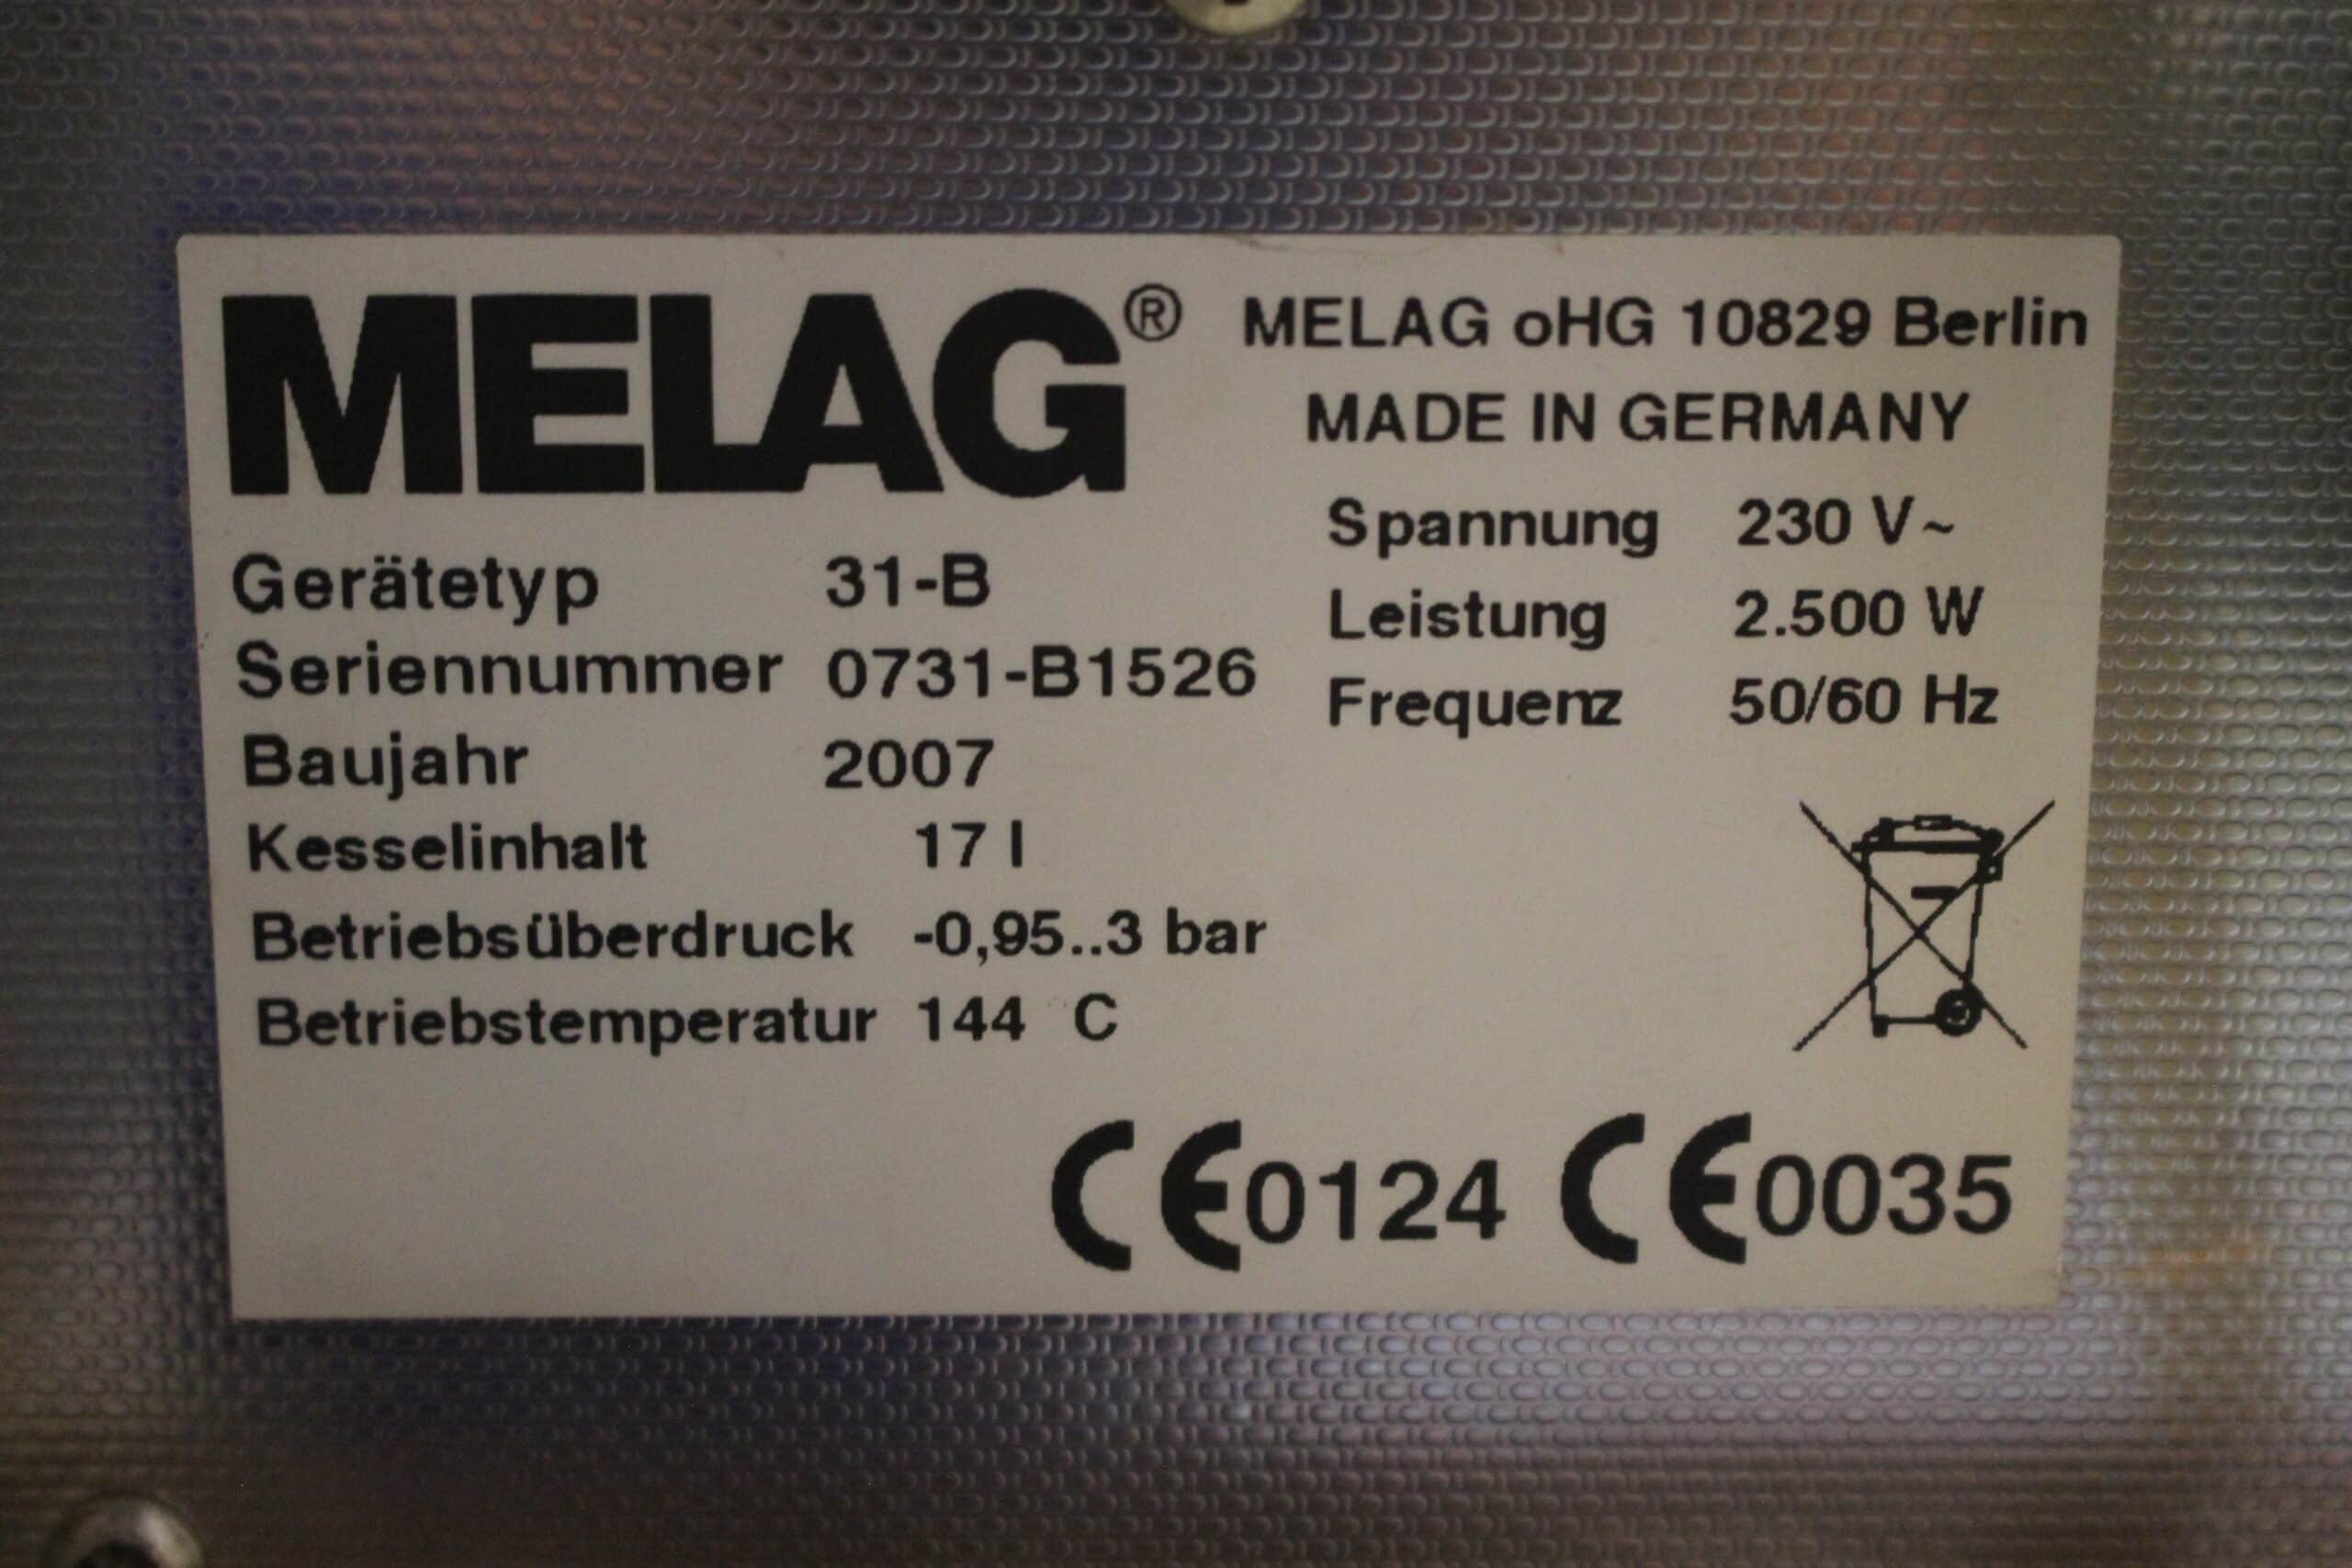 MELAG®
MELAG oHG 10829 Berlin
MADE IN GERMANY
Spannung 230 V~
Leistung 2.500 W
Frequenz 50/60 Hz
Gerätetyp 31-B
Seriennummer 0731-B1526
Baujahr 2007
Kesselinhalt 17 l
Betriebsüberdruck -0,95..3 bar
Betriebstemperatur 144 C
CE0124 CE0035